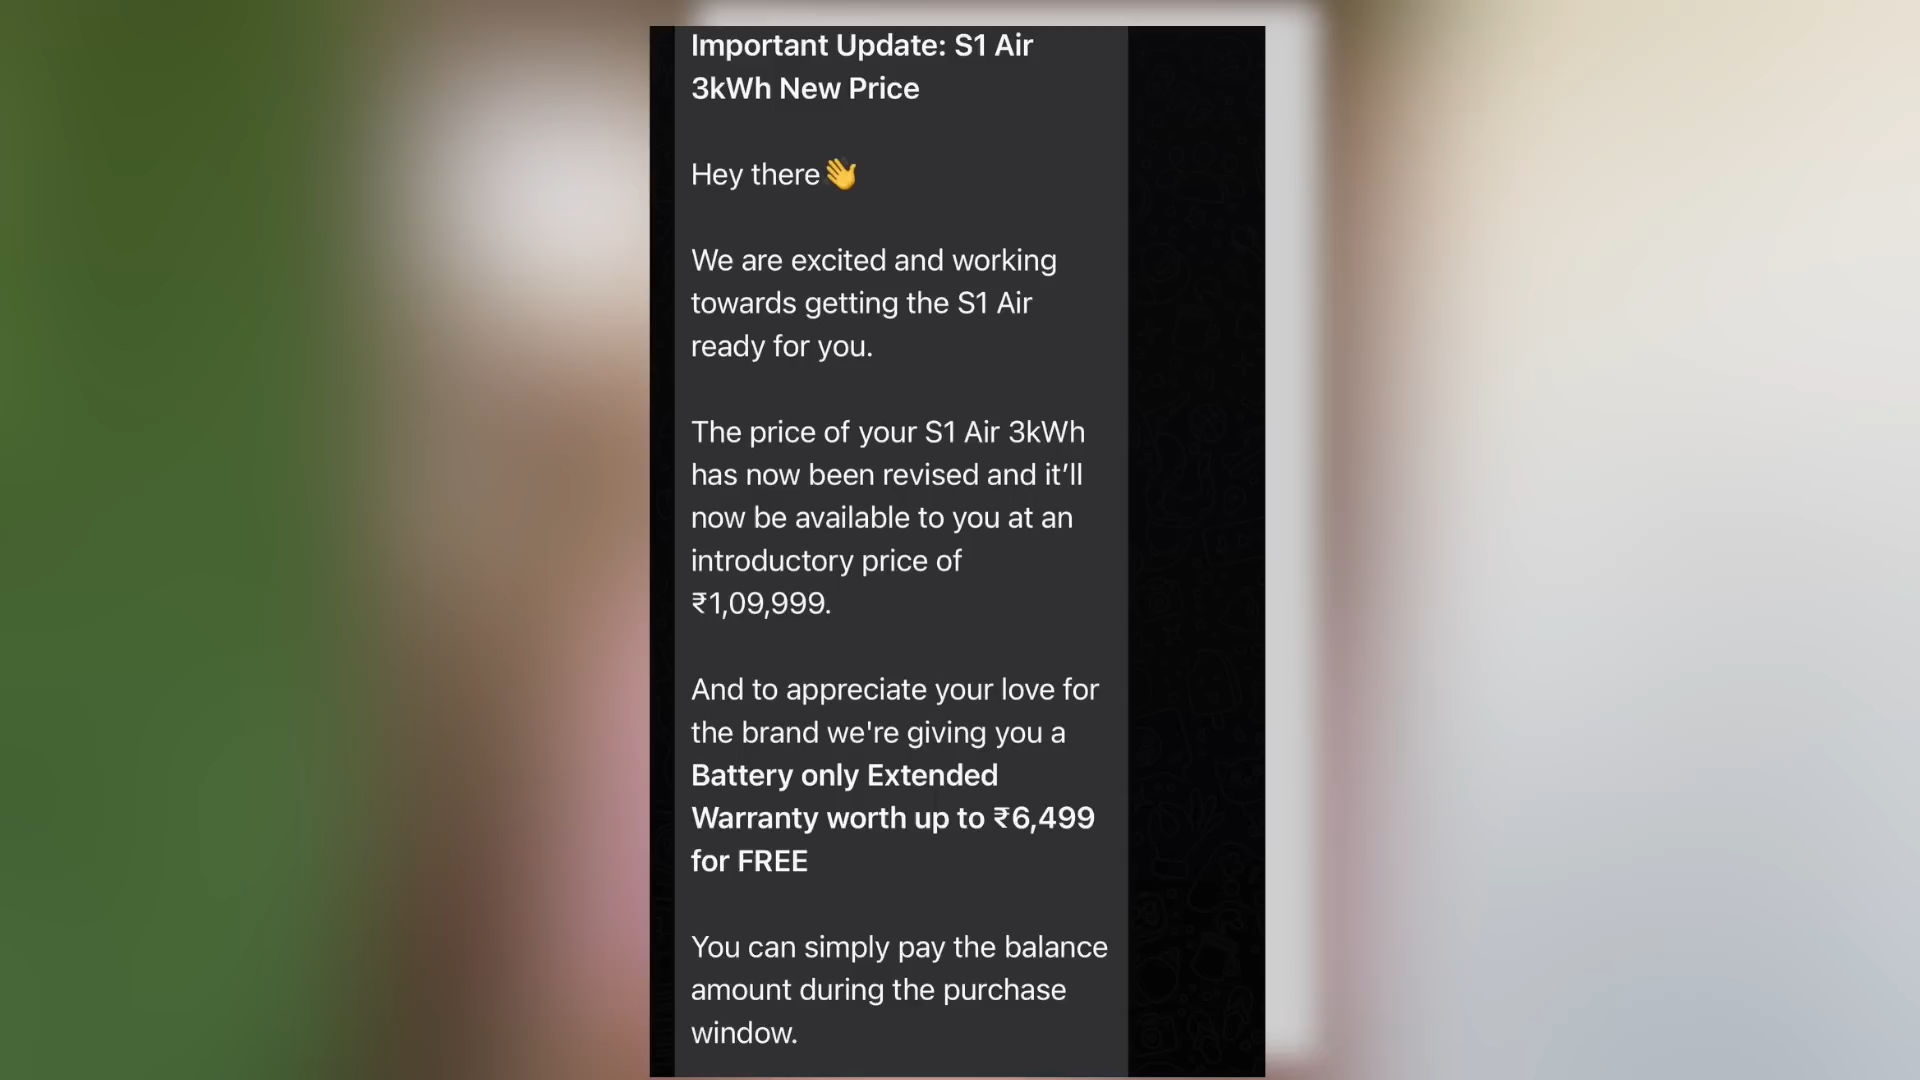 Important Update: S1 Air
3kWh New Price
Hey there👋
We are excited and working
towards getting the S1 Air
ready for you.
The price of your S1 Air 3kWh
has now been revised and it’ll
now be available to you at an
introductory price of
₹1,09,999.
And to appreciate your love for
the brand we're giving you a
Battery only Extended
Warranty worth up to ₹6,499
for FREE
You can simply pay the balance
amount during the purchase
window.